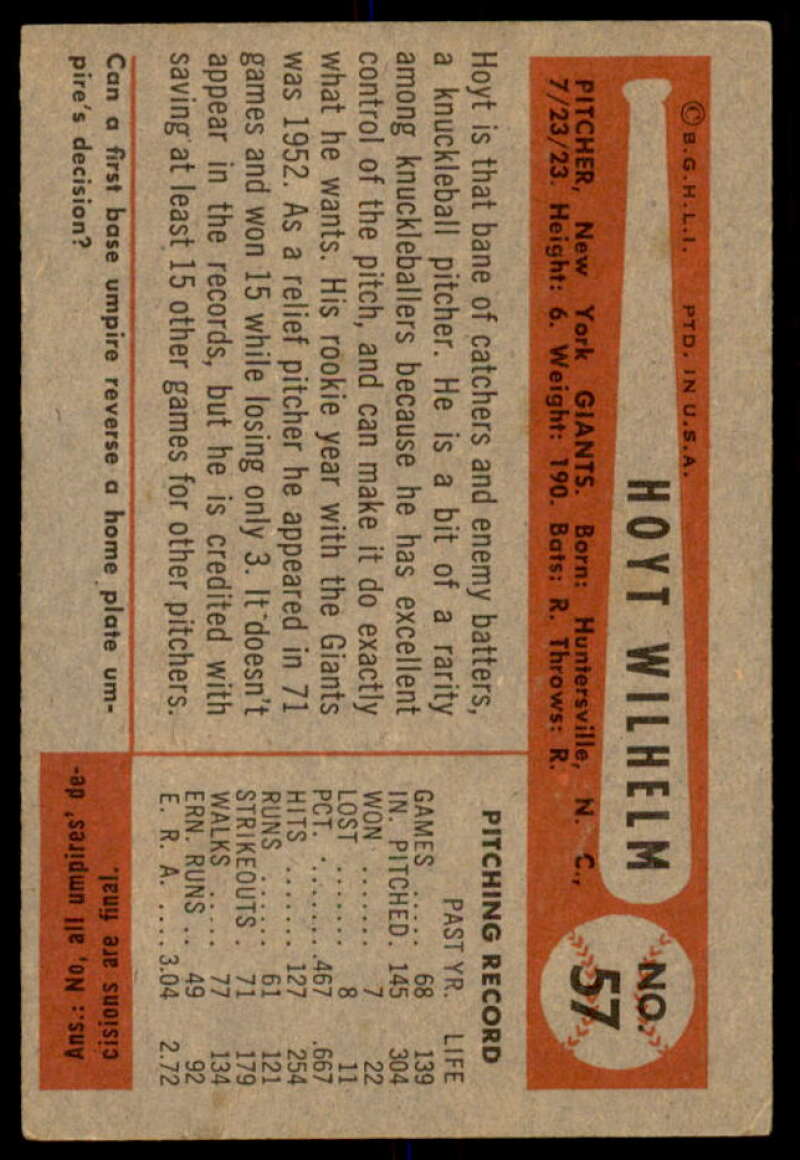 © B.G.H.L.I. PTD. IN U.S.A.
HOYT WILHELM
NO.
57
PITCHER, New York GIANTS. Born: Huntersville, N. C.,
7/23/23. Height: 6. Weight: 190. Bats: R. Throws: R.
Hoyt is that bane of catchers and enemy batters,
a knuckleball pitcher. He is a bit of a rarity
among knuckleballers because he has excellent
control of the pitch, and can make it do exactly
what he wants. His rookie year with the Giants
was 1952. As a relief pitcher he appeared in 71
games and won 15 while losing only 3. It doesn't
appear in the records, but he is credited with
saving at least 15 other games for other pitchers.
PITCHING RECORD
PAST YR. LIFE
GAMES ..... 68 139
IN. PITCHED. 145 304
WON ....... 7 22
LOST ....... 8 11
PCT. ....... .467 .667
HITS ....... 127 254
RUNS ...... 61 121
STRIKEOUTS . 71 179
WALKS ..... 77 134
ERN. RUNS .. 49 92
E. R. A. .... 3.04 2.72
Can a first base umpire reverse a home plate um-
pire's decision?
Ans.: No, all umpires' de-
cisions are final.